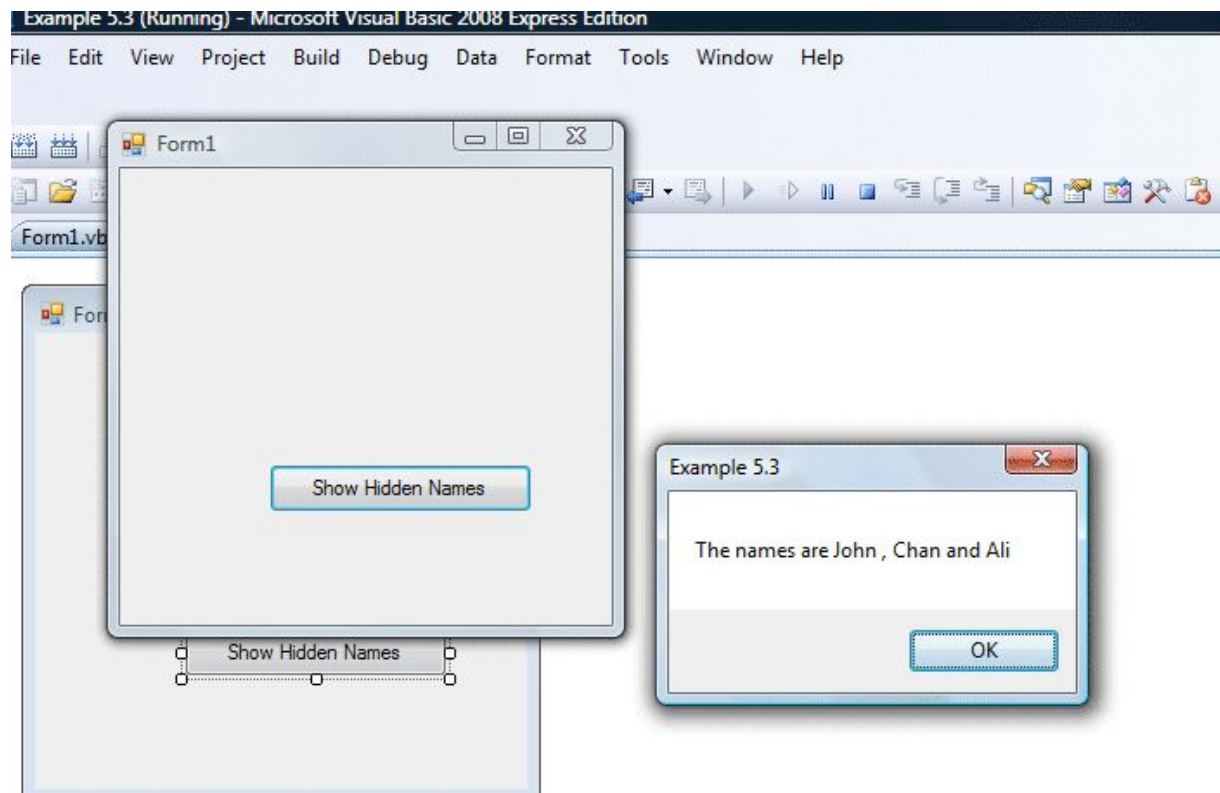 Example 5.3 (Running) - Microsoft Visual Basic 2008 Express Edition
File Edit View Project Build Debug Data Format Tools Window Help
Form1
Form1.vb
Show Hidden Names
Example 5.3
The names are John , Chan and Ali
OK
Show Hidden Names